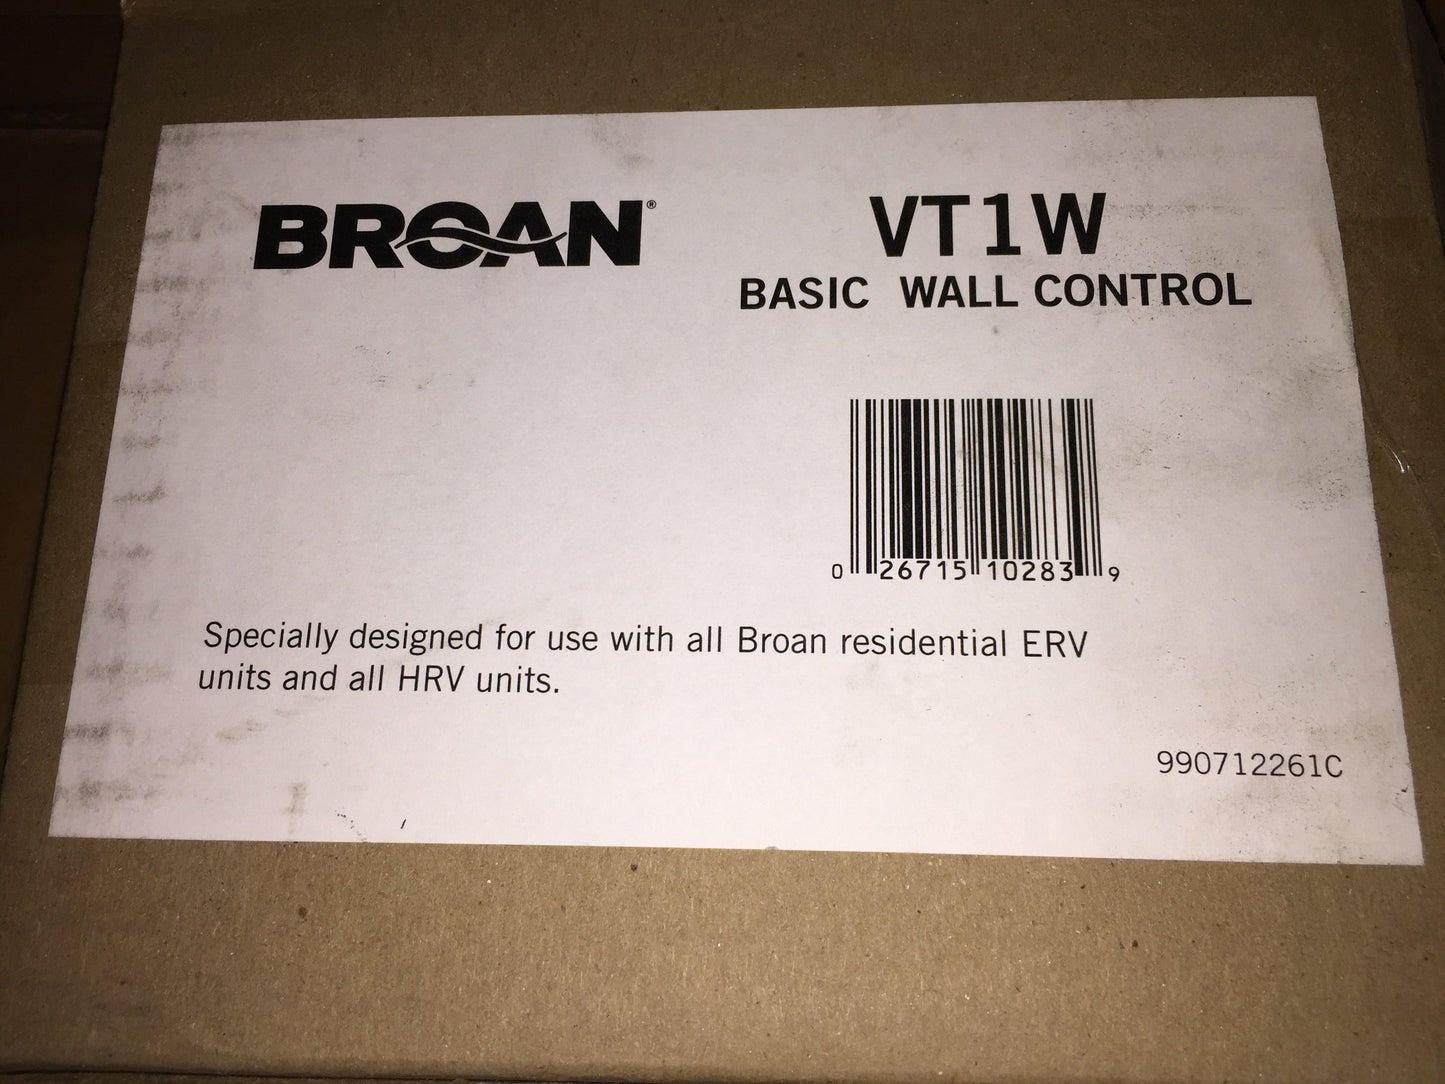 BROAN®
VT1W
BASIC WALL CONTROL
0 26715 10283 9
Specially designed for use with all Broan residential ERV
units and all HRV units.
990712261C